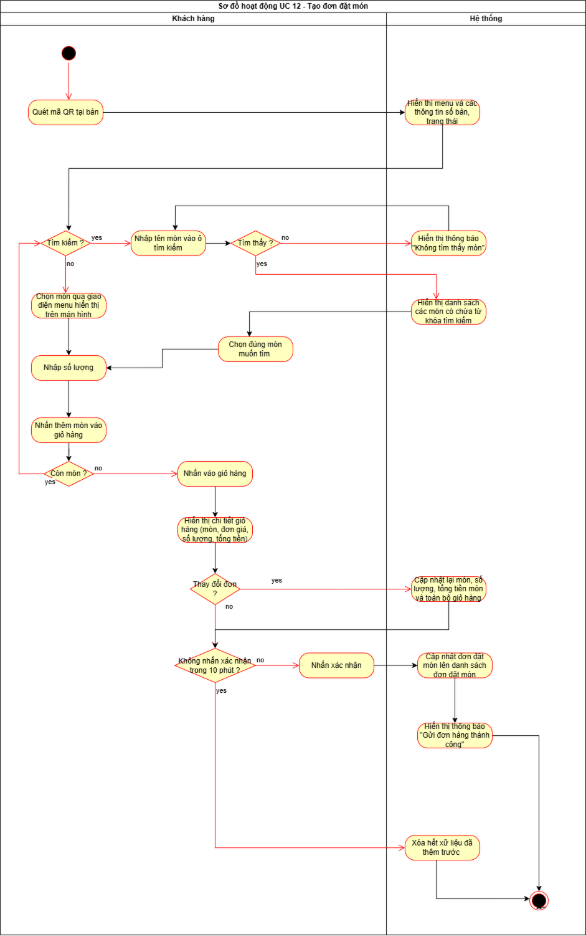 Sơ đồ hoạt động UC 12 - Tạo đơn đặt món
Khách hàng
Hệ thống
Quét mã QR tại bàn
Hiển thị menu và các
thông tin số bàn,
trạng thái
Tìm kiếm ?
yes
Nhập tên món vào ô
tìm kiếm
Tìm thấy ?
no
Hiển thị thông báo
"Không tìm thấy món"
no
yes
Chọn món qua giao
diện menu hiển thị
trên màn hình
Hiển thị danh sách
các món có chứa từ
khóa tìm kiếm
Chọn đúng món
muốn tìm
Nhập số lượng
Nhấn thêm món vào
giỏ hàng
Còn món ?
no
yes
Nhấn vào giỏ hàng
Hiển thị chi tiết giỏ
hàng (món, đơn giá,
số lượng, tổng tiền)
Thay đổi đơn
?
yes
no
Cập nhật lại món, số
lượng, tổng tiền món
và toàn bộ giỏ hàng
Không nhấn xác nhận
trong 10 phút ?
no
yes
Nhấn xác nhận
Cập nhật đơn đặt
món lên danh sách
đơn đặt món
Hiển thị thông báo
"Gửi đơn hàng thành
công"
Xóa hết xữ liệu đã
thêm trước